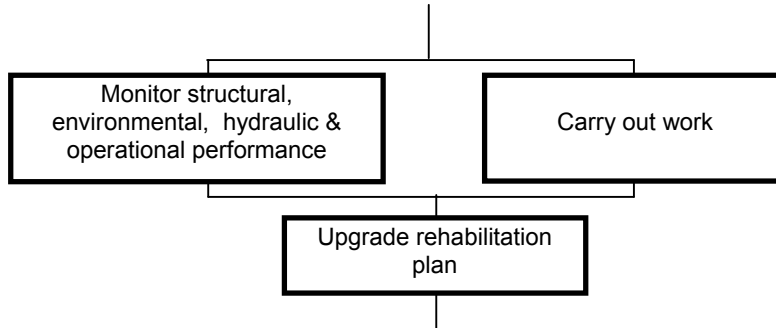 Monitor structural,
environmental, hydraulic &
operational performance
Carry out work
Upgrade rehabilitation
plan